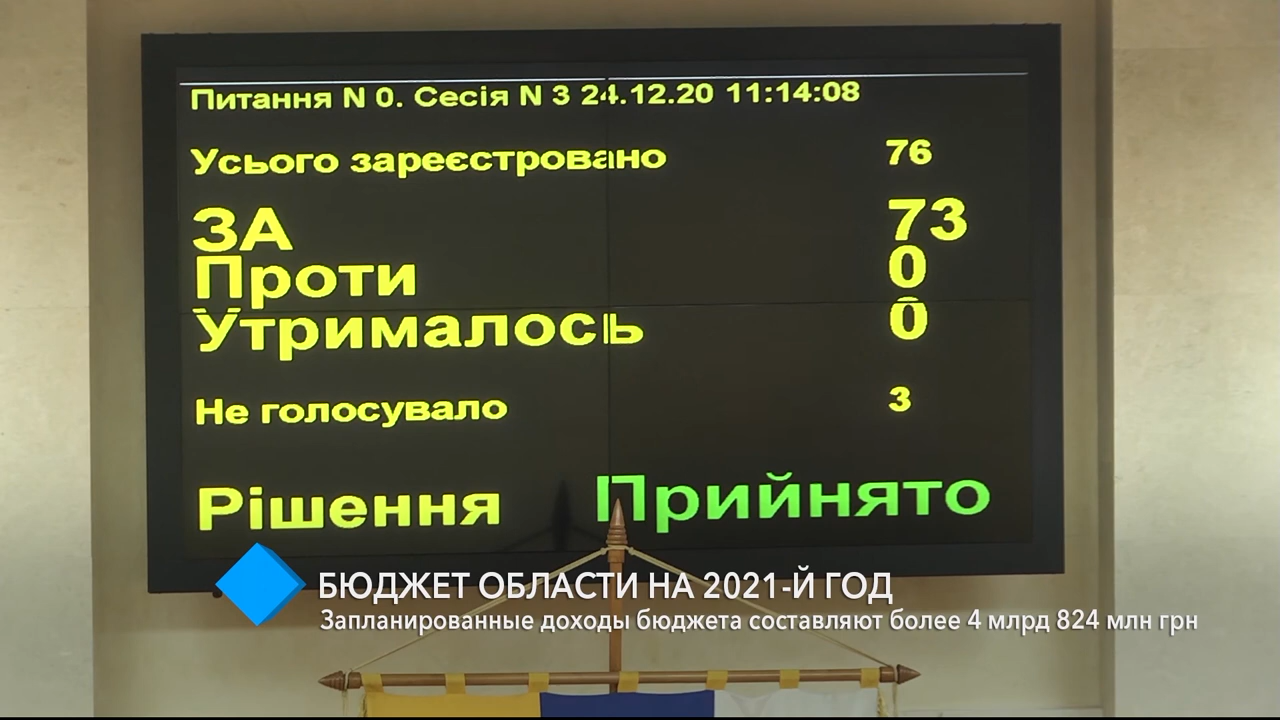 Питання N 0. Сесія N 3 24.12.20 11:14:08
Усього зареєстровано 76
ЗА 73
Проти 0
Утрималось 0
Не голосувало 3
Рішення Прийнято
БЮДЖЕТ ОБЛАСТИ НА 2021-Й ГОД
Запланированные доходы бюджета составляют более 4 млрд 824 млн грн